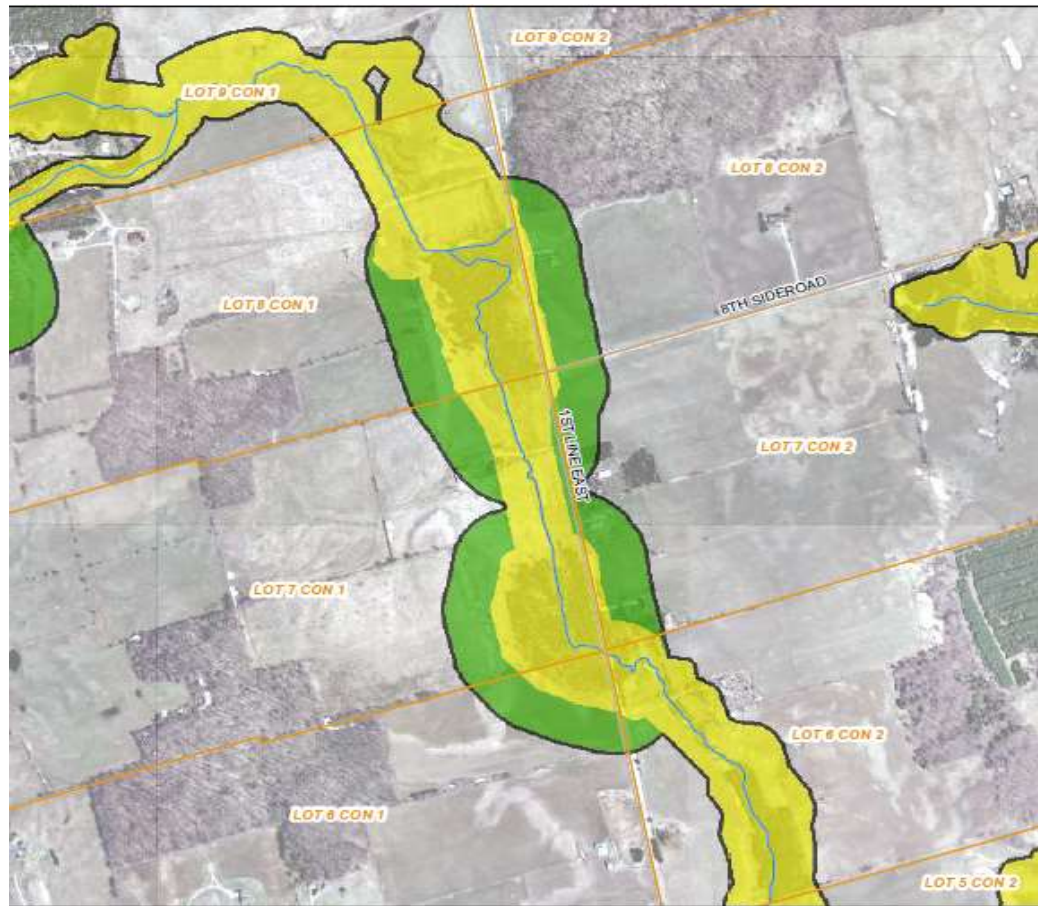 LOT 9 CON 2
LOT 9 CON 1
LOT 8 CON 2
8TH SIDEROAD
LOT 8 CON 1
1ST LINE EAST
LOT 7 CON 2
LOT 7 CON 1
LOT 6 CON 2
LOT 6 CON 1
LOT 5 CON 2